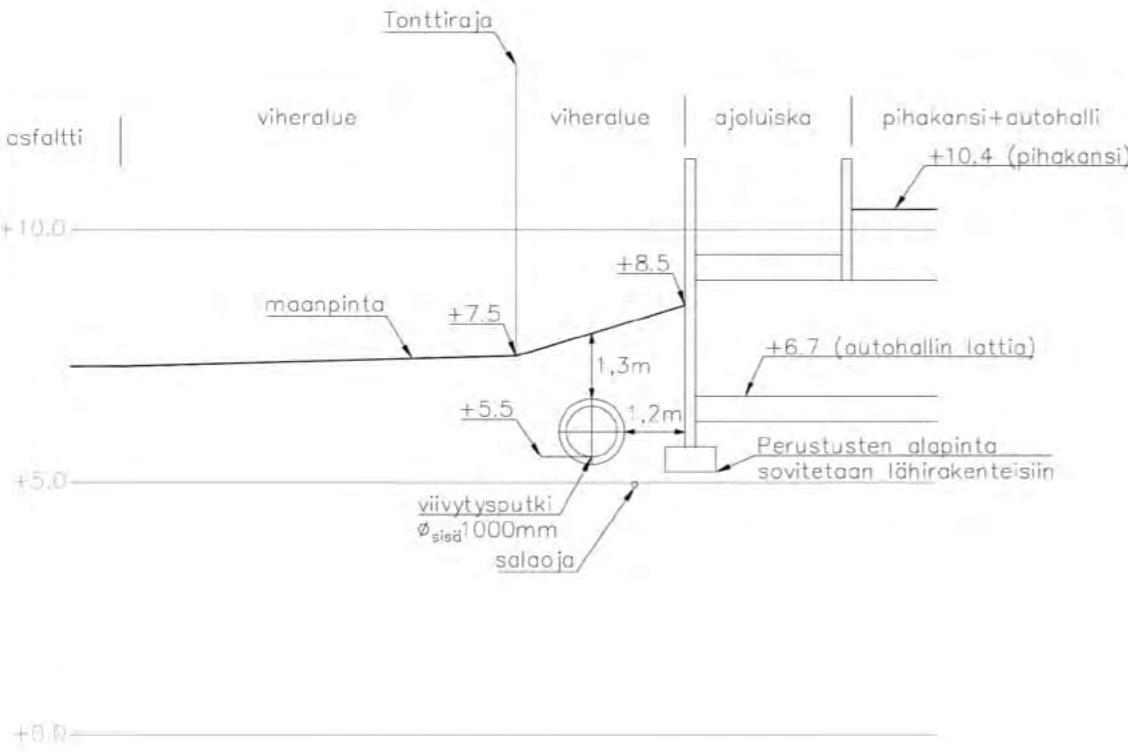 Tonttiraja
asfaltti
viheralue
viheralue
ajoluiska
pihakansi+autohalli
+10.4 (pihakansi)
+10.0
+8.5
maanpinta
+7.5
+6.7 (autohallin lattia)
1,3m
+5.5
1,2m
Perustusten alapinta
sovitetaan lähirakenteisiin
+5.0
viivytysputki
Øsisä1000mm
salaoja
+0.0